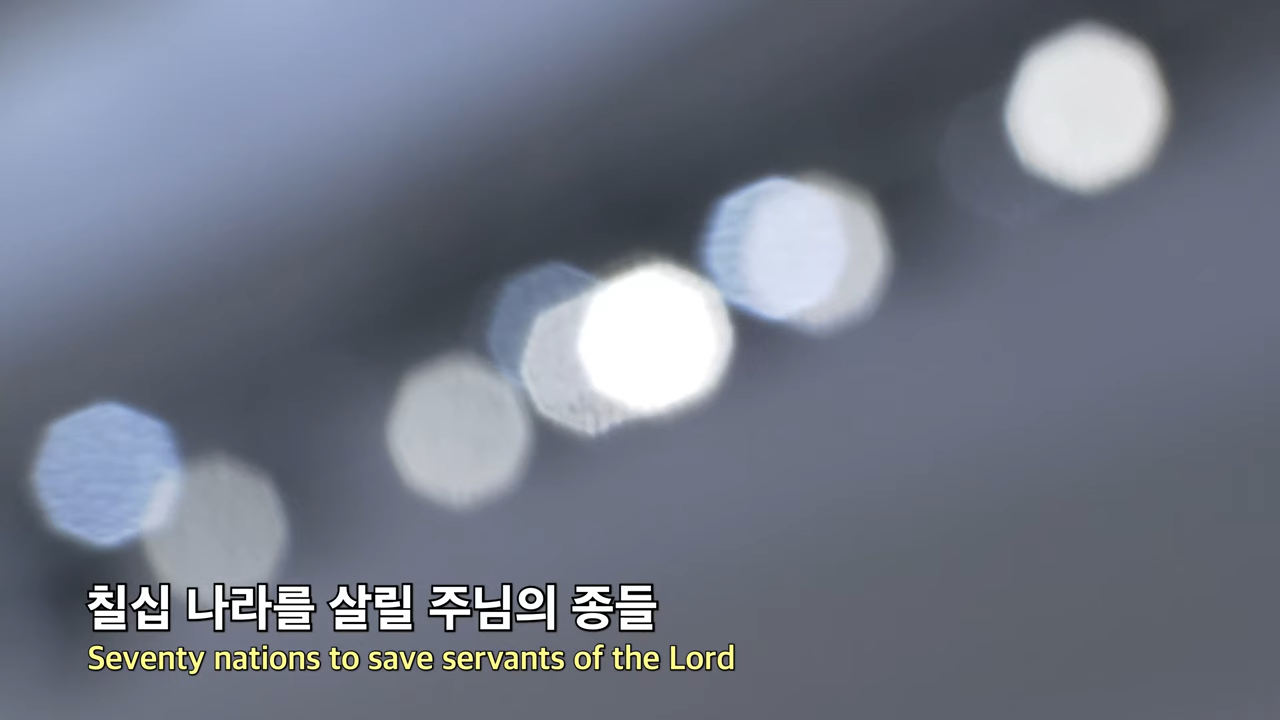 칠십 나라를 살릴 주님의 종들
Seventy nations to save servants of the Lord